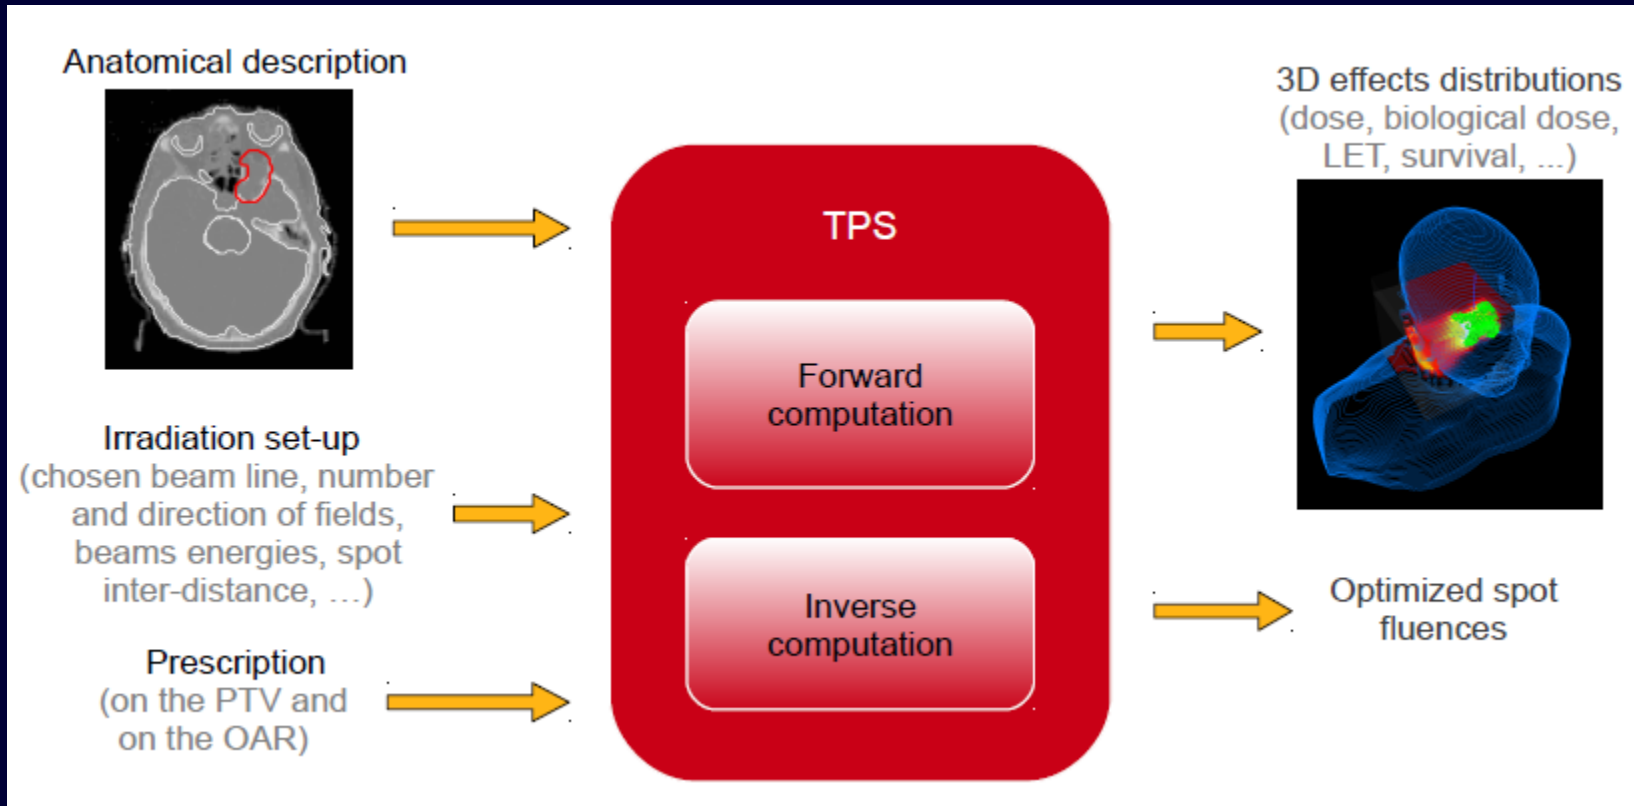 Anatomical description
Irradiation set-up
(chosen beam line, number
and direction of fields,
beams energies, spot
inter-distance, ...)
Prescription
(on the PTV and
on the OAR)
TPS
Forward
computation
Inverse
computation
3D effects distributions
(dose, biological dose,
LET, survival, ...)
Optimized spot
fluences